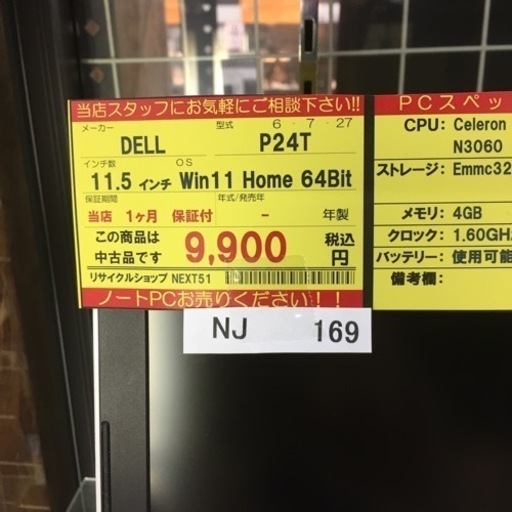 当店スタッフにお気軽にご相談下さい!!
メーカー 型式 6-7-27
DELL P24T
インチ数 OS
11.5 インチ Win11 Home 64Bit
保証期間 年式/発売年
当店 1ヶ月 保証付 - 年製
この商品は
中古品です 9,900 税込
円
リサイクルショップ NEXT51
ノートPCお売りください!!
NJ 169
PCスペッ
CPU: Celeron
N3060
ストレージ: Emmc32
メモリ: 4GB
クロック: 1.60GH
バッテリー: 使用可能
備考欄: